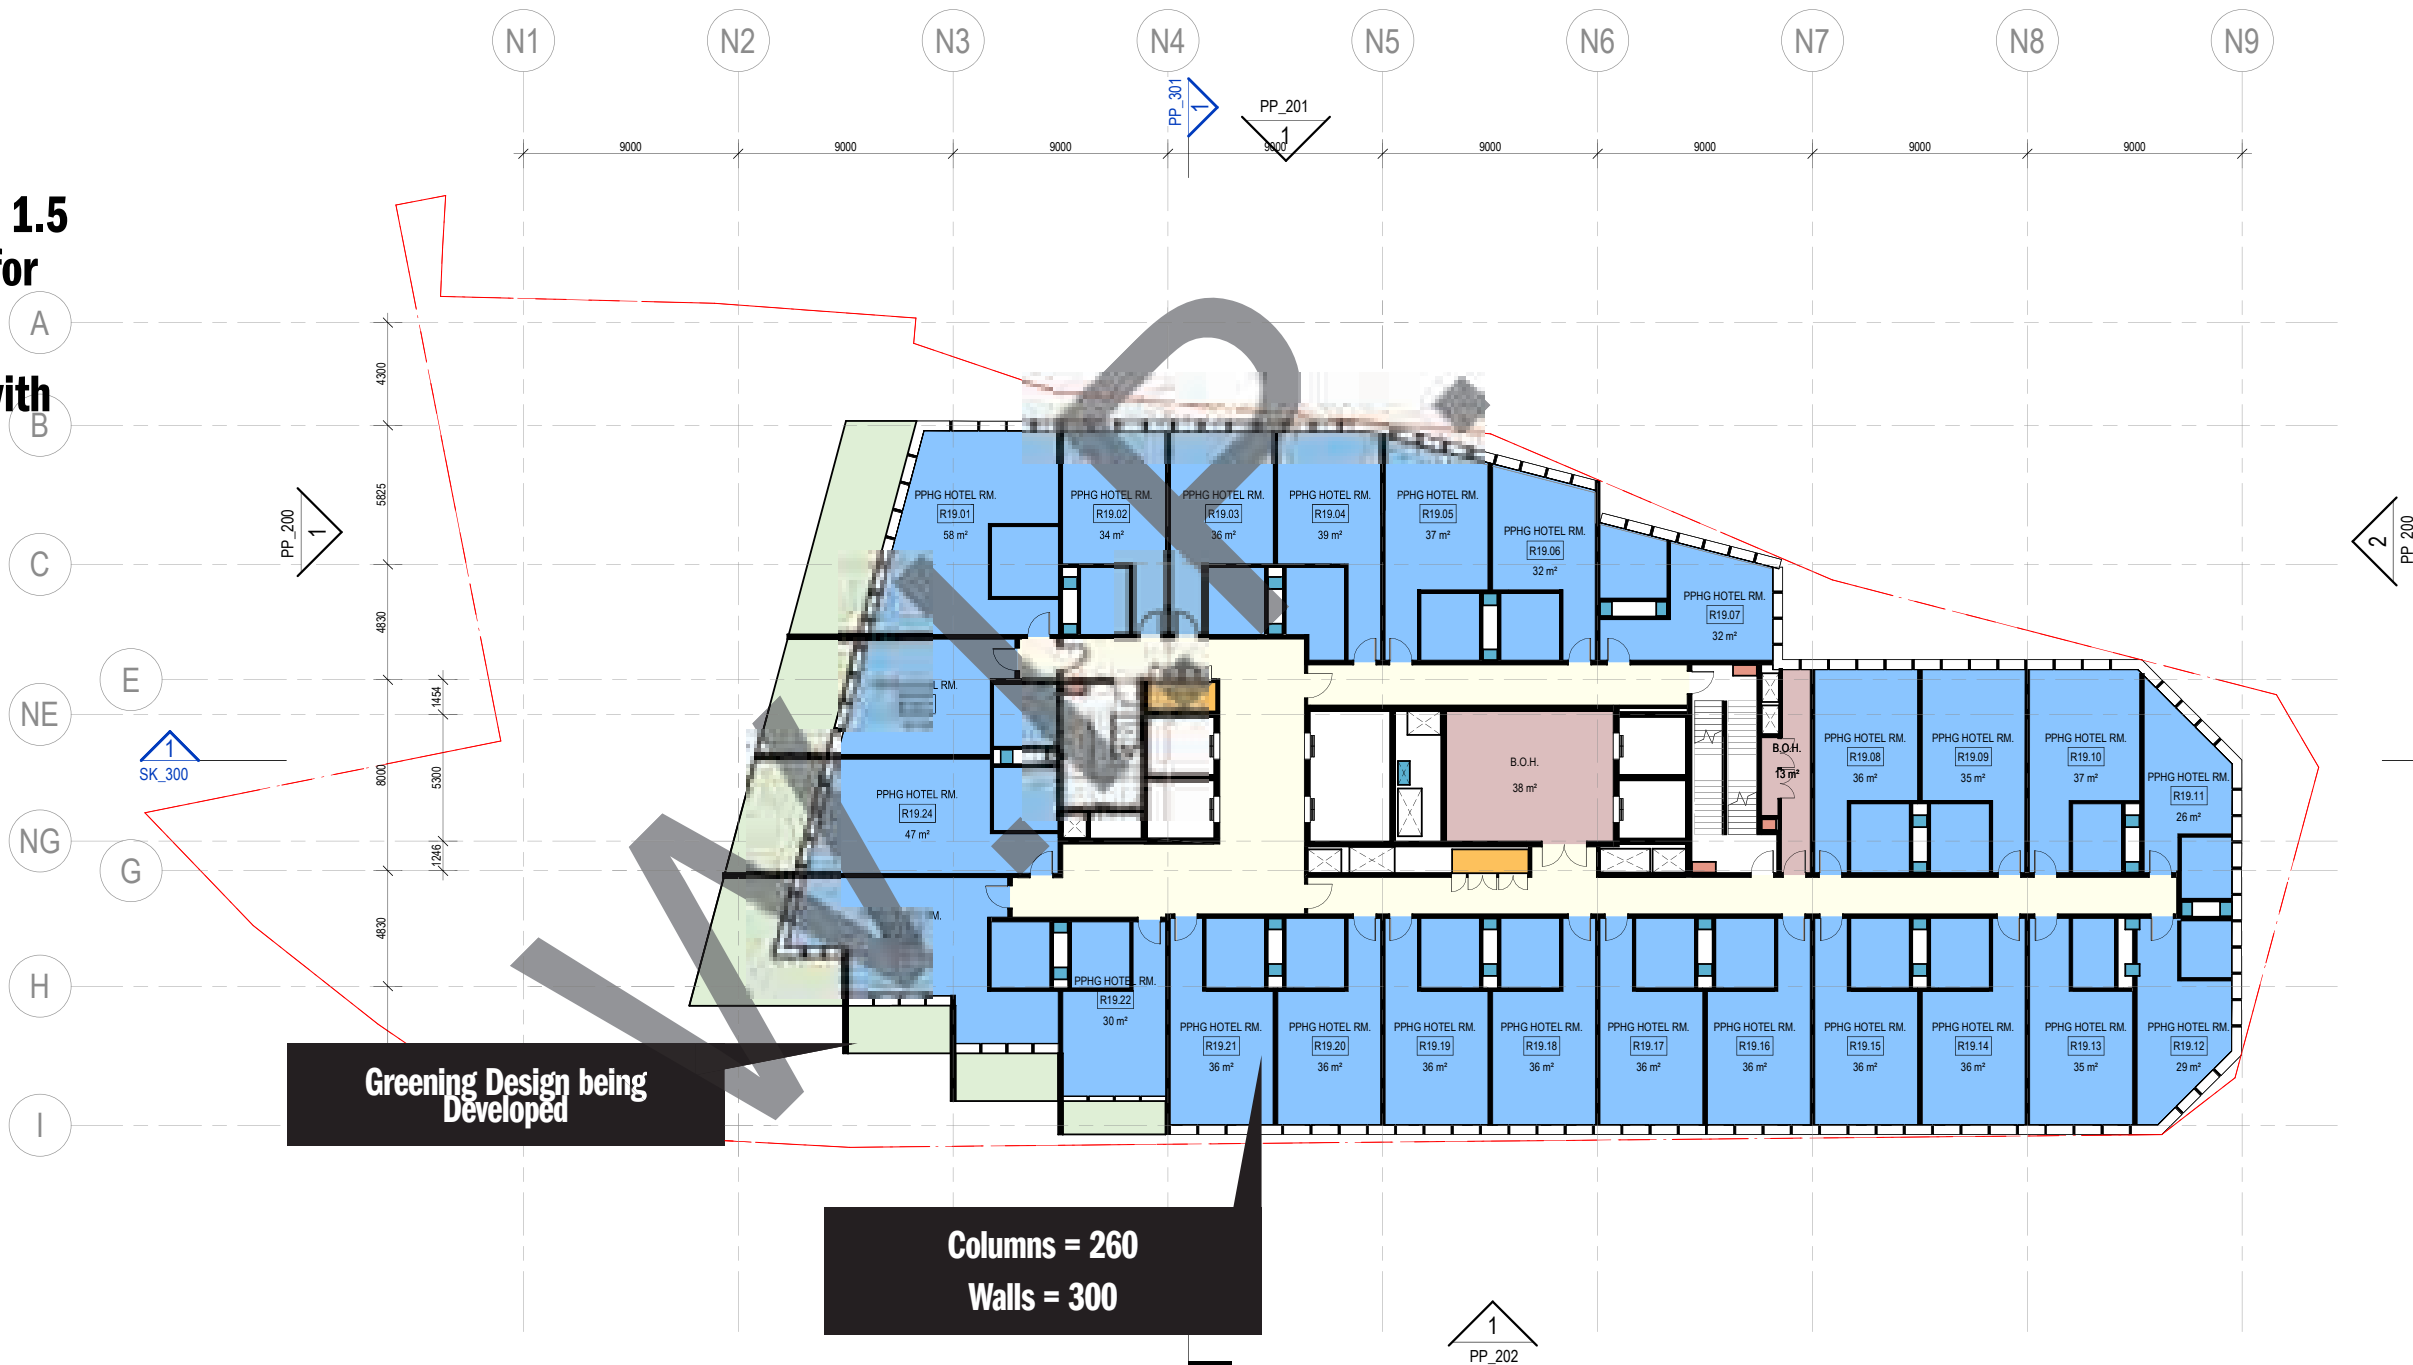 N1 N2 N3 N4 N5 N6 N7 N8 N9
PP_301
1
PP_201
1
9000 9000 9000 9000 9000 9000 9000 9000
1.5
for
A
with
B
4300
5825
4830
1454
8000
5300
1246
4830
C
E
NE
NG
G
H
I
PP_200
1
2
PP_200
1
SK_300
PPHG HOTEL RM.
R19.01
58 m²
PPHG HOTEL RM.
R19.02
34 m²
PPHG HOTEL RM.
R19.03
36 m²
PPHG HOTEL RM.
R19.04
39 m²
PPHG HOTEL RM.
R19.05
37 m²
PPHG HOTEL RM.
R19.06
32 m²
PPHG HOTEL RM.
R19.07
32 m²
RM.
PPHG HOTEL RM.
R19.24
47 m²
B.O.H.
38 m²
B.O.H.
13 m²
PPHG HOTEL RM.
R19.08
36 m²
PPHG HOTEL RM.
R19.09
35 m²
PPHG HOTEL RM.
R19.10
37 m²
PPHG HOTEL RM.
R19.11
26 m²
PPHG HOTEL RM.
R19.22
30 m²
PPHG HOTEL RM.
R19.21
36 m²
PPHG HOTEL RM.
R19.20
36 m²
PPHG HOTEL RM.
R19.19
36 m²
PPHG HOTEL RM.
R19.18
36 m²
PPHG HOTEL RM.
R19.17
36 m²
PPHG HOTEL RM.
R19.16
36 m²
PPHG HOTEL RM.
R19.15
36 m²
PPHG HOTEL RM.
R19.14
36 m²
PPHG HOTEL RM.
R19.13
35 m²
PPHG HOTEL RM.
R19.12
29 m²
Greening Design being
Developed
Columns = 260
Walls = 300
1
PP_202